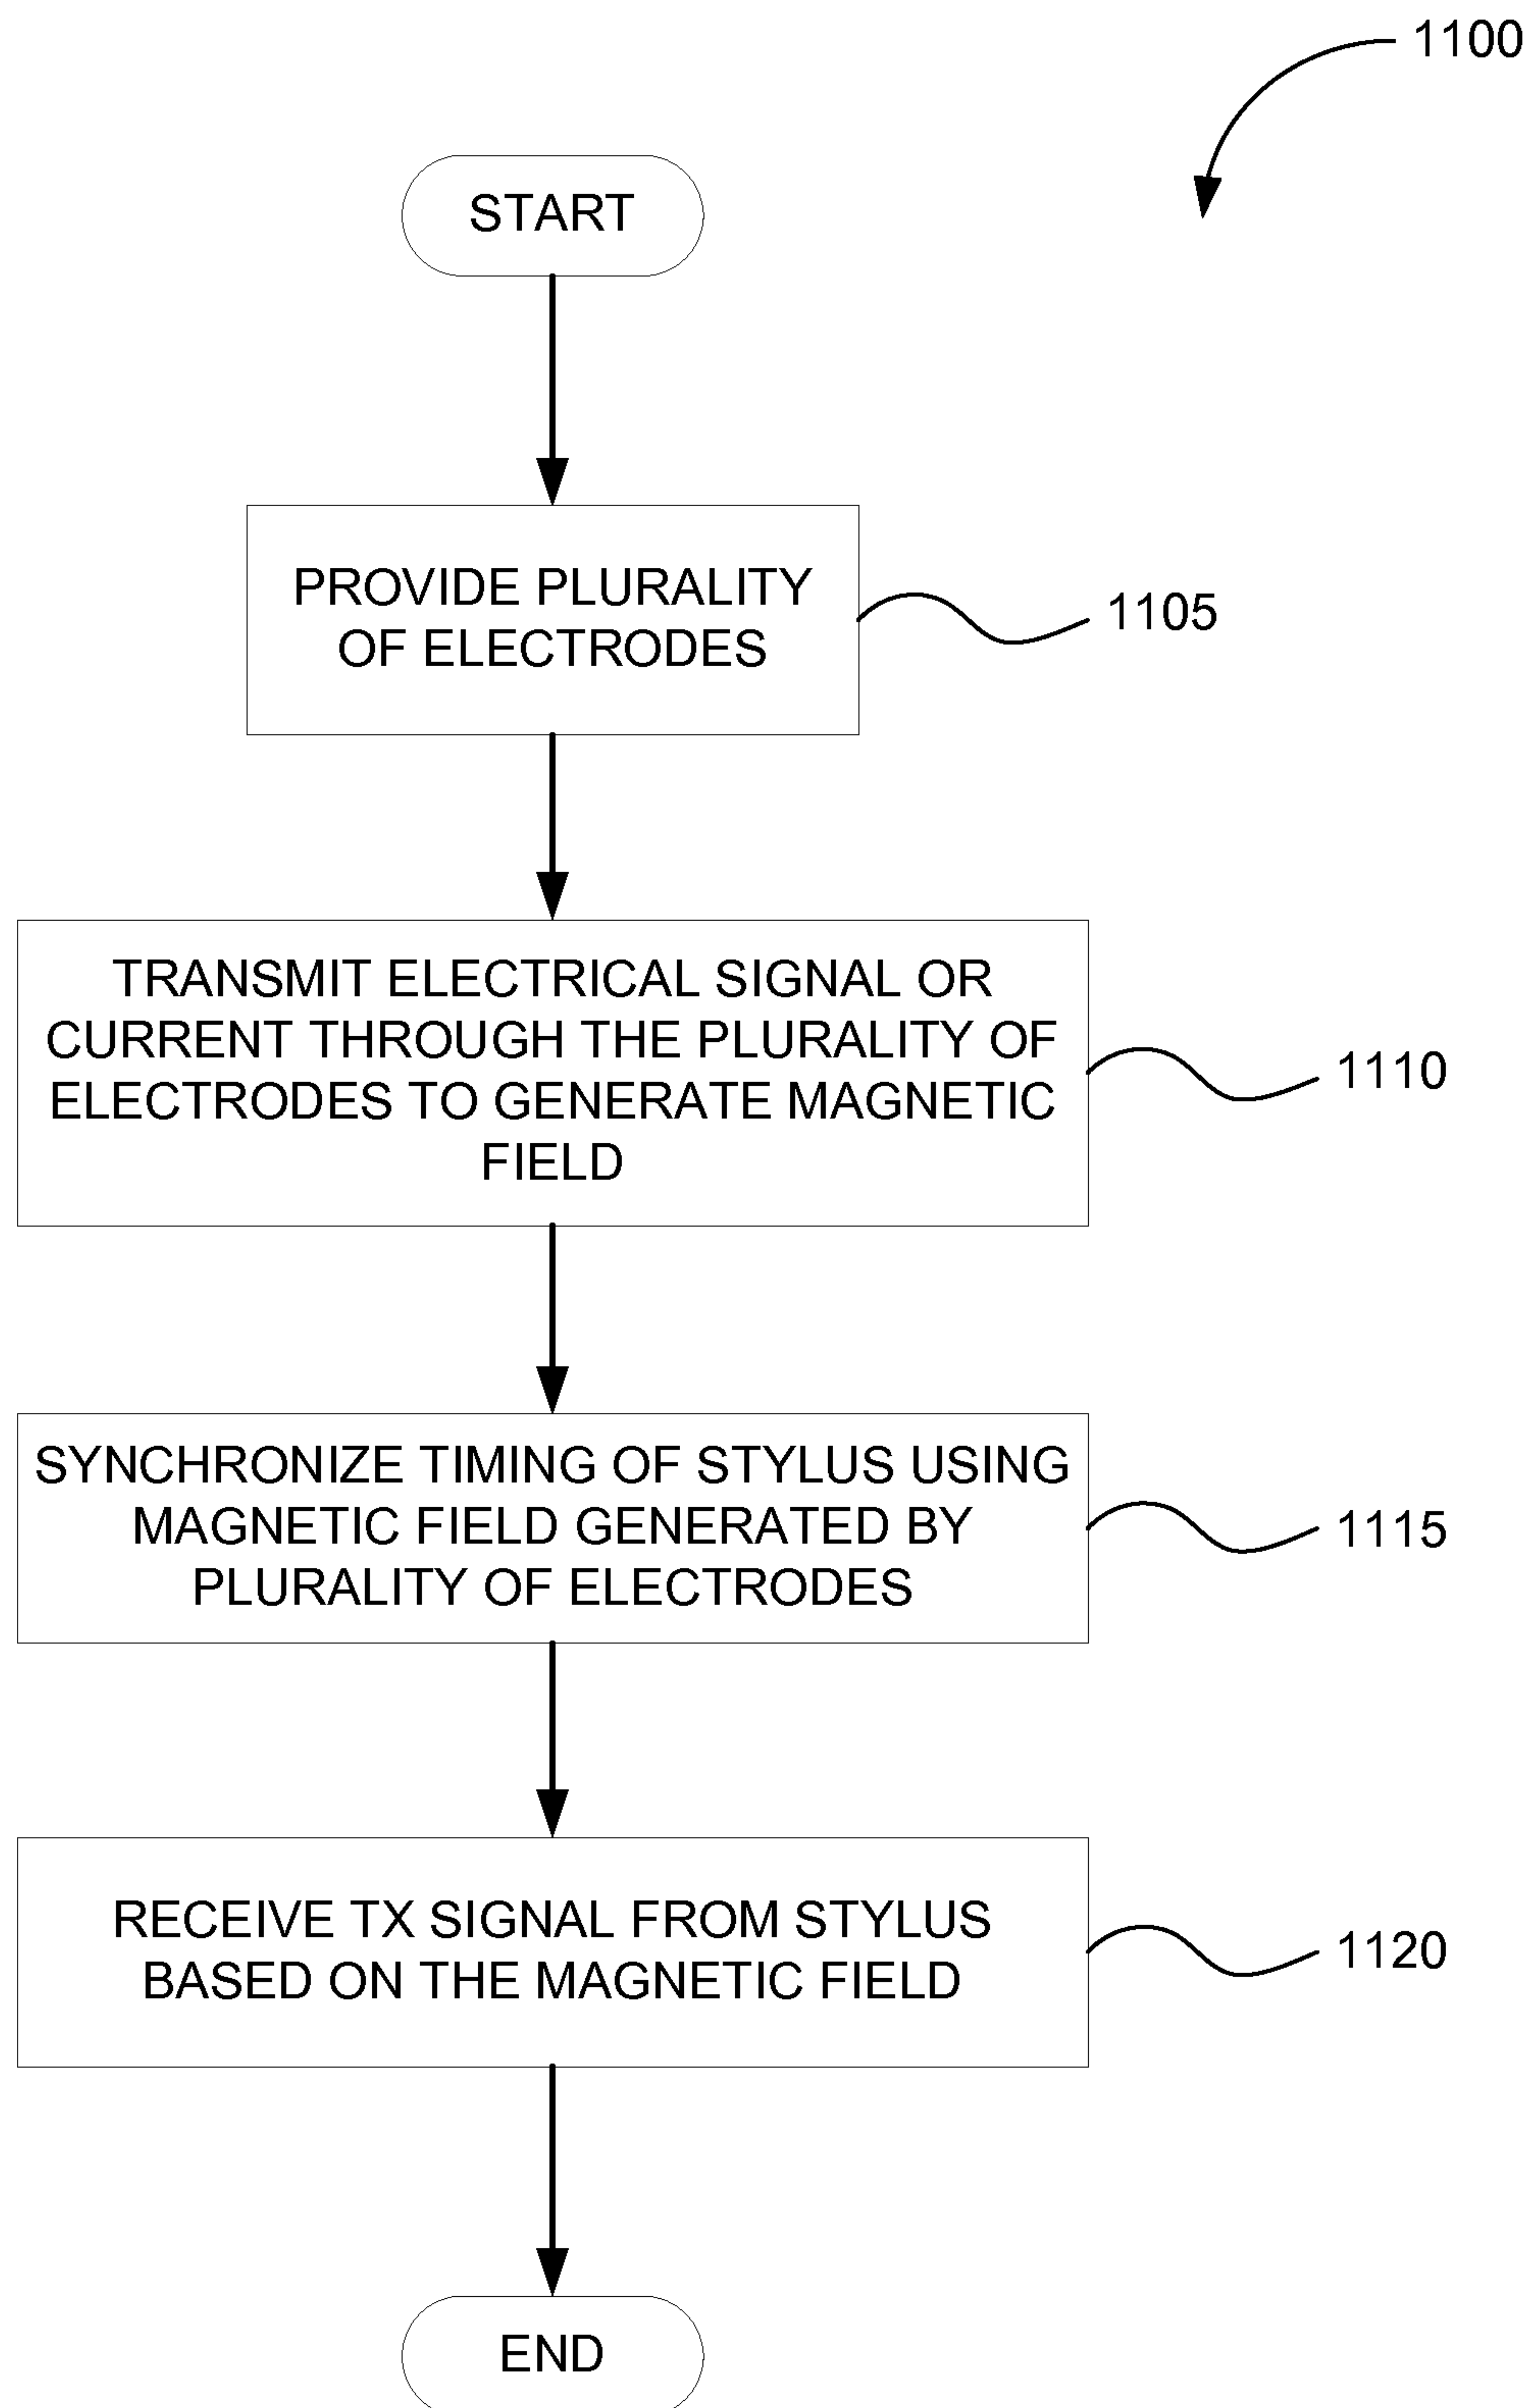 1100
START
PROVIDE PLURALITY
OF ELECTRODES
1105
TRANSMIT ELECTRICAL SIGNAL OR
CURRENT THROUGH THE PLURALITY OF
ELECTRODES TO GENERATE MAGNETIC
FIELD
1110
SYNCHRONIZE TIMING OF STYLUS USING
MAGNETIC FIELD GENERATED BY
PLURALITY OF ELECTRODES
1115
RECEIVE TX SIGNAL FROM STYLUS
BASED ON THE MAGNETIC FIELD
1120
END